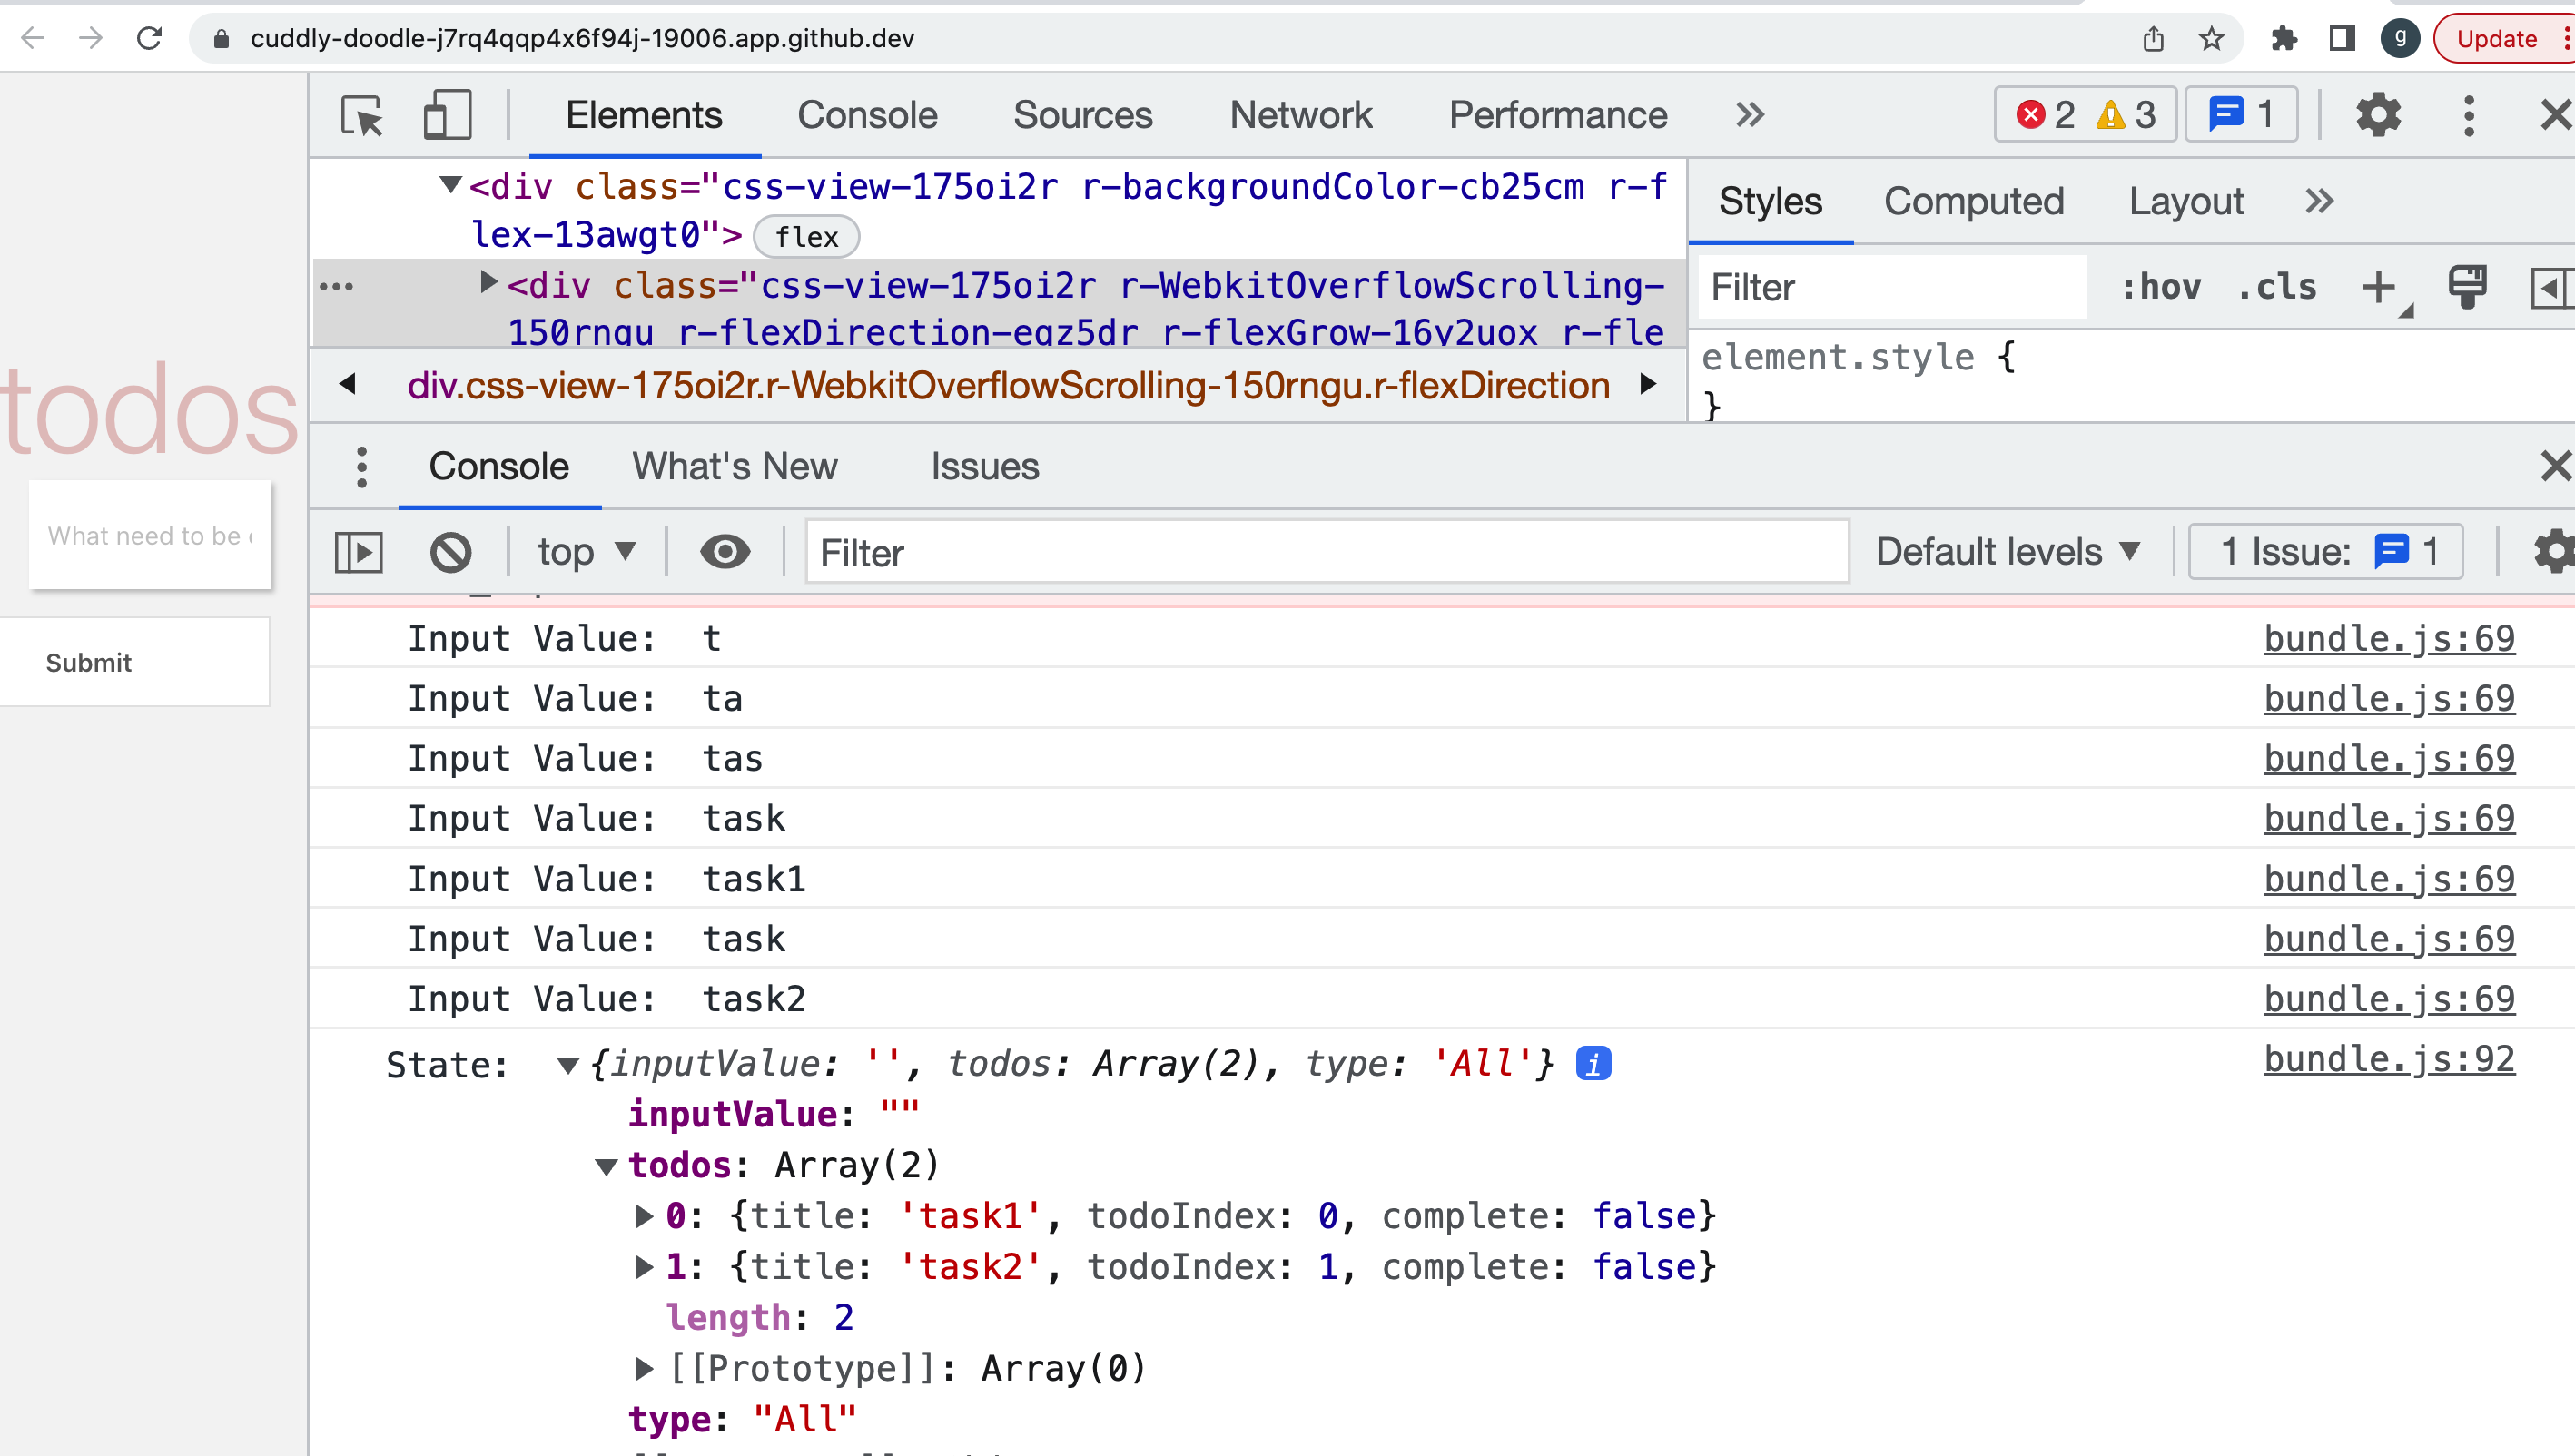 cuddly-doodle-j7rq4qqp4x6f94j-19006.app.github.dev
g
Update
Elements
Console
Sources
Network
Performance
2
3
1
<div class="css-view-175oi2r r-backgroundColor-cb25cm r-f
lex-13awgt0">
flex
<div class="css-view-175oi2r r-WebkitOverflowScrolling-
150rngu r-flexDirection-eqz5dr r-flexGrow-16y2uox r-fle
div.css-view-175oi2r.r-WebkitOverflowScrolling-150rngu.r-flexDirection
Styles
Computed
Layout
Filter
:hov
.cls
element.style {
}
todos
What need to be
Submit
Console
What's New
Issues
top
Filter
Default levels
1 Issue:
1
Input Value: t
bundle.js:69
Input Value: ta
bundle.js:69
Input Value: tas
bundle.js:69
Input Value: task
bundle.js:69
Input Value: task1
bundle.js:69
Input Value: task
bundle.js:69
Input Value: task2
bundle.js:69
State: {inputValue: '', todos: Array(2), type: 'All'}
bundle.js:92
inputValue: ""
todos: Array(2)
0: {title: 'task1', todoIndex: 0, complete: false}
1: {title: 'task2', todoIndex: 1, complete: false}
length: 2
[[Prototype]]: Array(0)
type: "All"